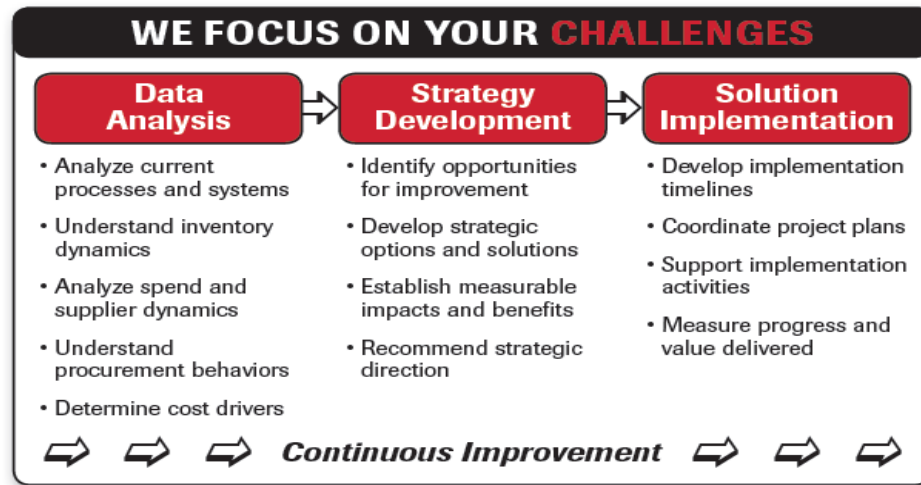 WE FOCUS ON YOUR CHALLENGES
Data
Analysis
• Analyze current
processes and systems
• Understand inventory
dynamics
• Analyze spend and
supplier dynamics
• Understand
procurement behaviors
• Determine cost drivers
Strategy
Development
• Identify opportunities
for improvement
• Develop strategic
options and solutions
• Establish measurable
impacts and benefits
• Recommend strategic
direction
Solution
Implementation
• Develop implementation
timelines
• Coordinate project plans
• Support implementation
activities
• Measure progress and
value delivered
Continuous Improvement